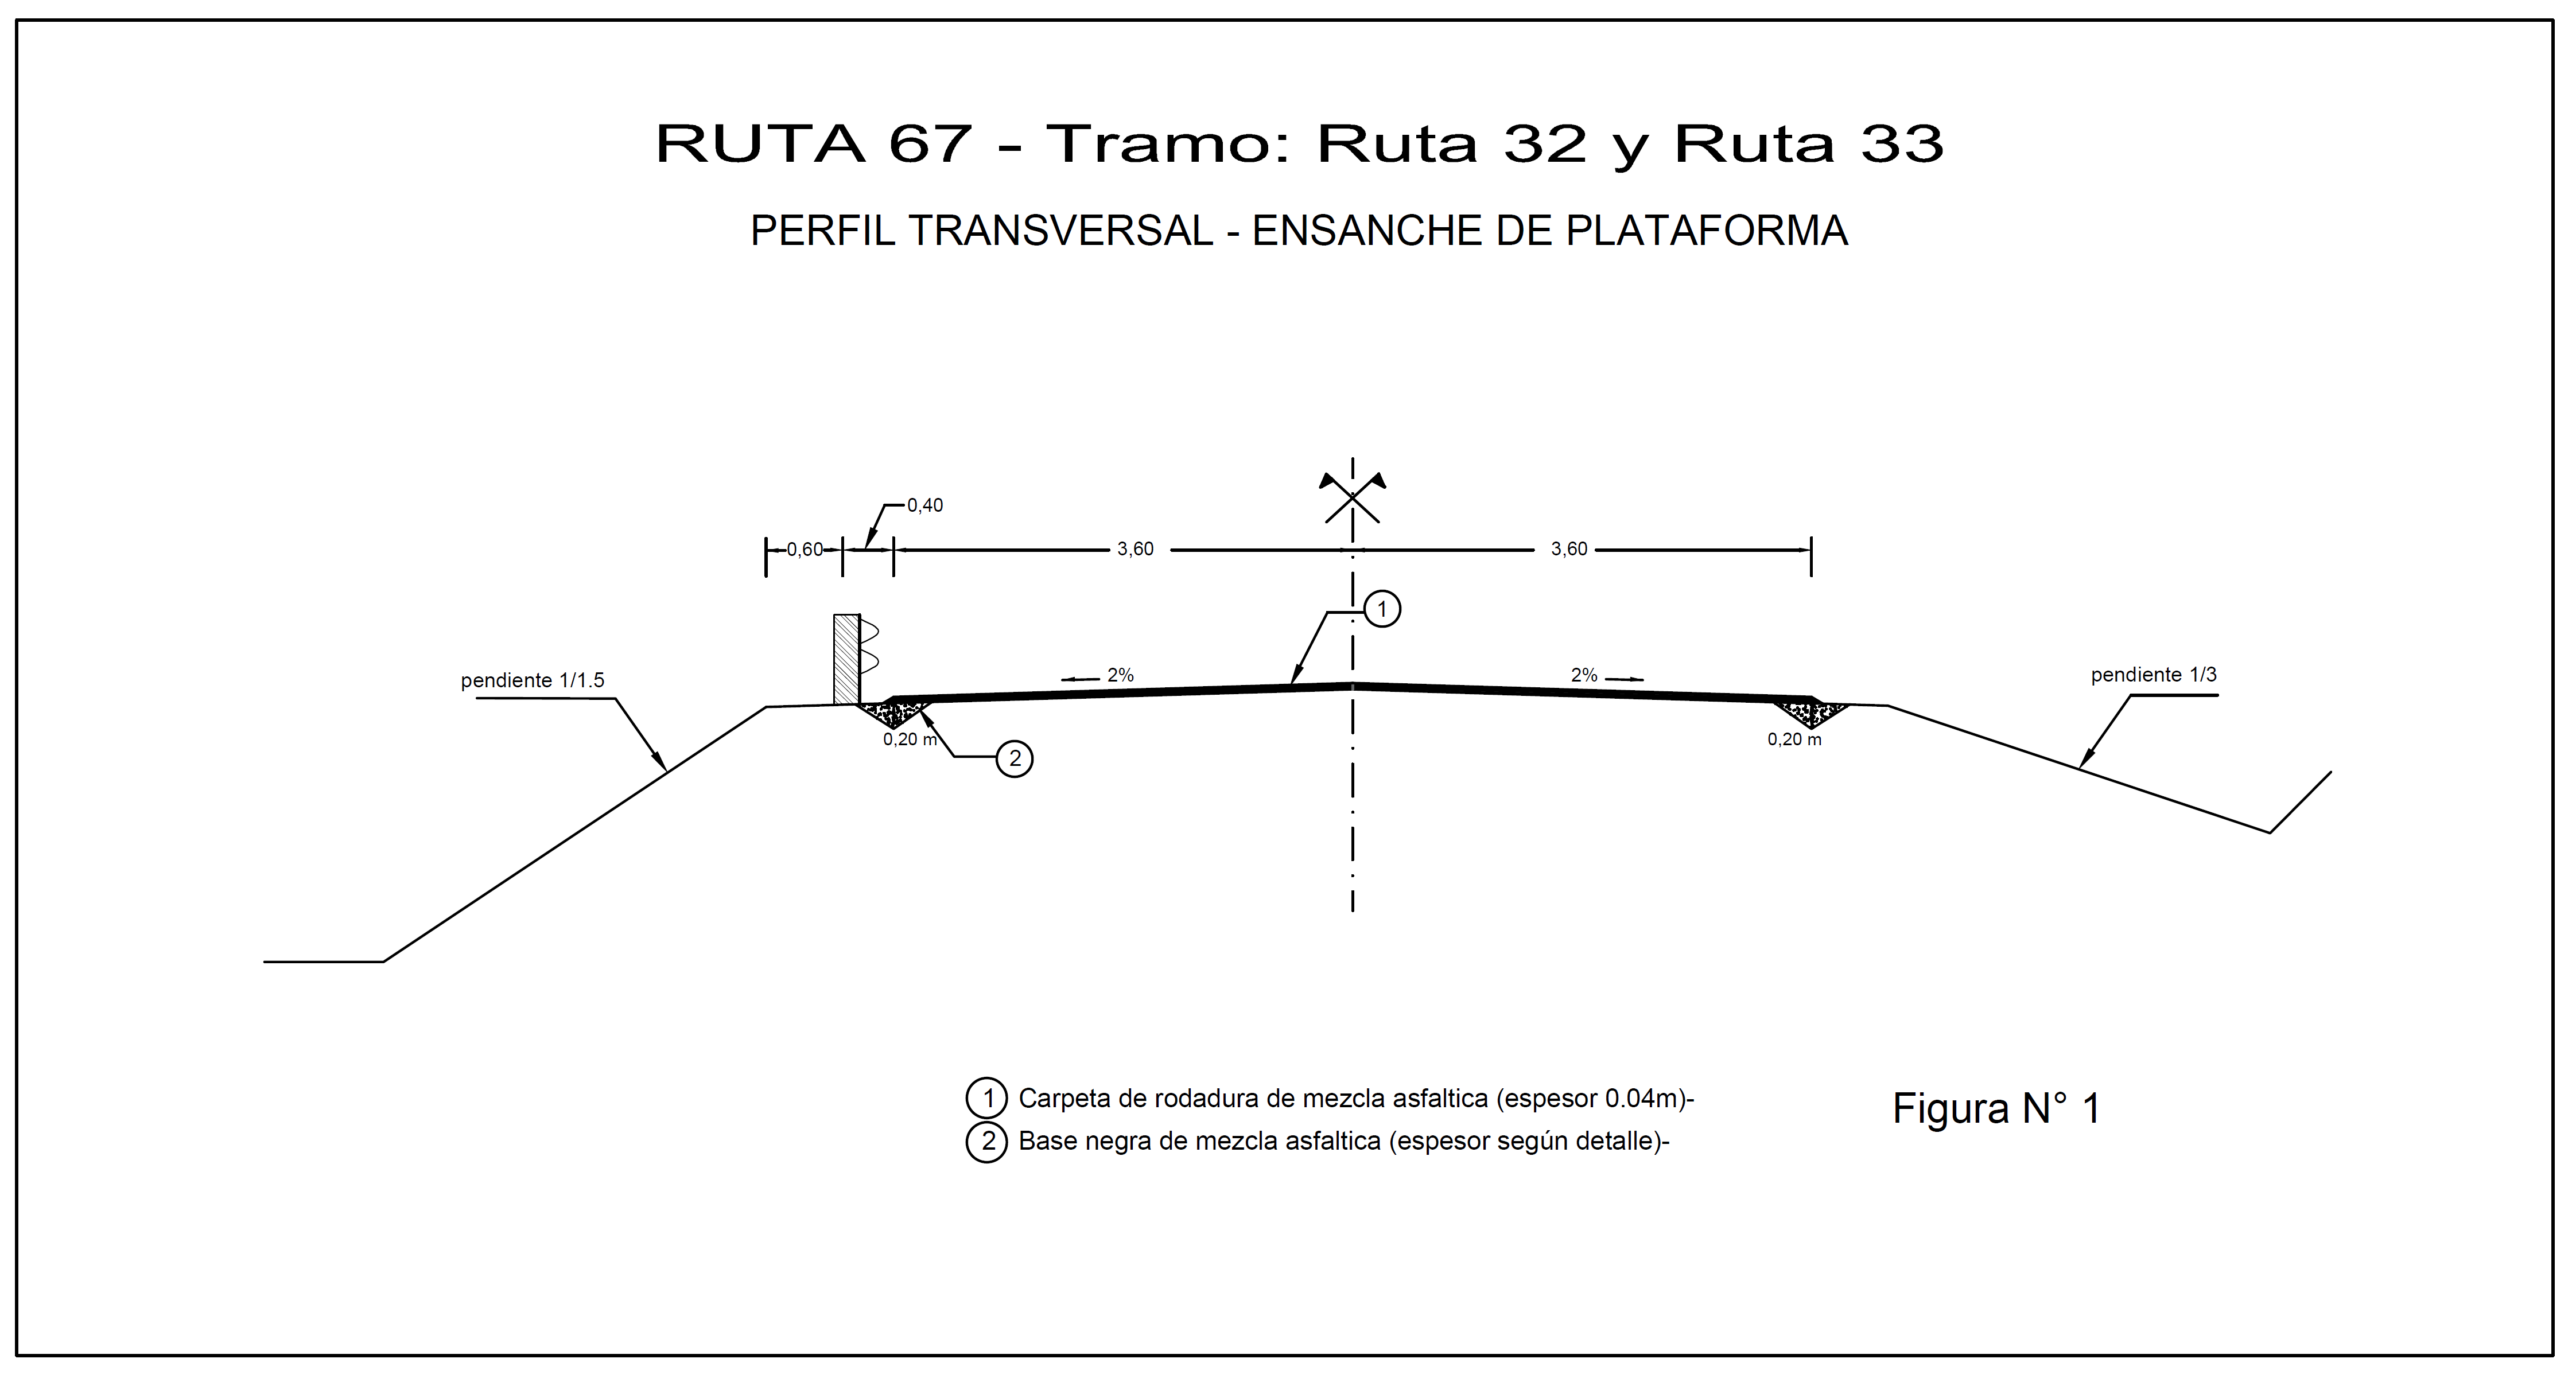 RUTA 67 - Tramo: Ruta 32 y Ruta 33
PERFIL TRANSVERSAL - ENSANCHE DE PLATAFORMA
0,40
0,60
3,60
3,60
1
pendiente 1/1.5
2%
2%
pendiente 1/3
0,20 m
0,20 m
2
1 Carpeta de rodadura de mezcla asfaltica (espesor 0.04m)-
2 Base negra de mezcla asfaltica (espesor según detalle)-
Figura N° 1